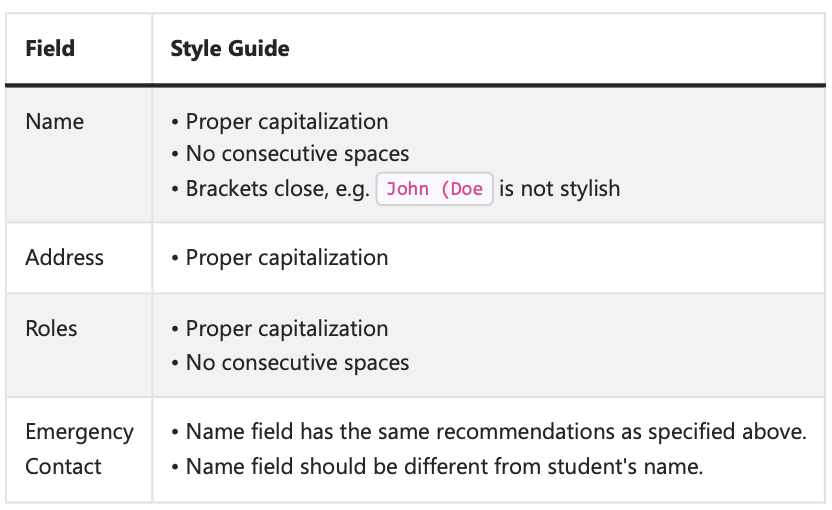 Field Style Guide
Name • Proper capitalization
• No consecutive spaces
• Brackets close, e.g. John (Doe is not stylish
Address • Proper capitalization
Roles • Proper capitalization
• No consecutive spaces
Emergency • Name field has the same recommendations as specified above.
Contact • Name field should be different from student's name.